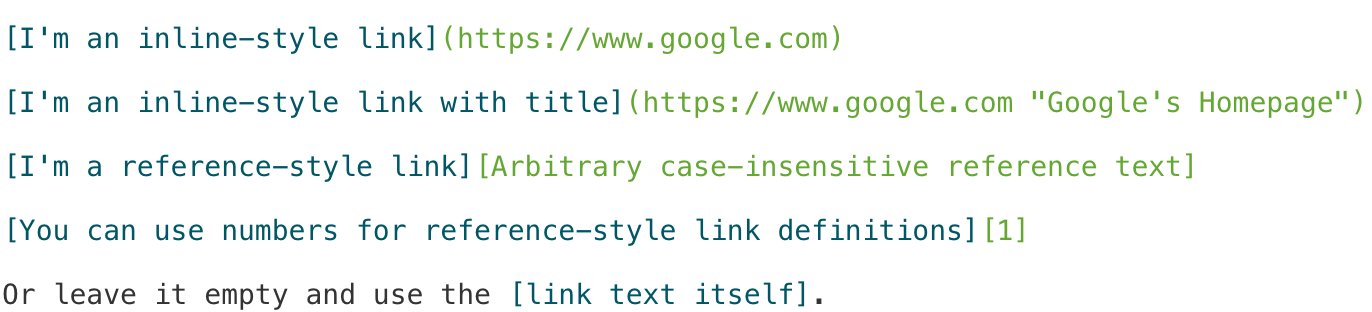 [I'm an inline-style link](https://www.google.com)
[I'm an inline-style link with title](https://www.google.com "Google's Homepage")
[I'm a reference-style link][Arbitrary case-insensitive reference text]
[You can use numbers for reference-style link definitions][1]
Or leave it empty and use the [link text itself].